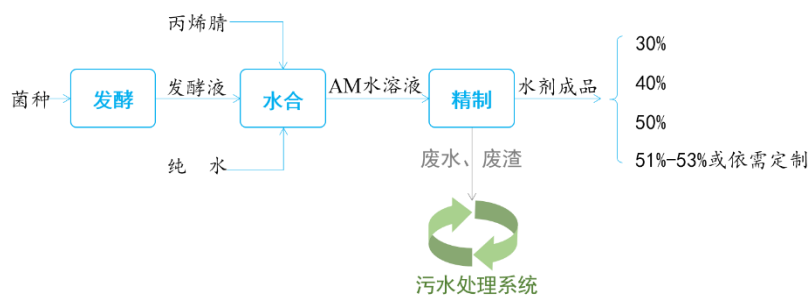 丙烯腈
菌种
发酵
发酵液
水合
AM水溶液
精制
水剂成品
30%
40%
50%
51%-53%或依需定制
纯 水
废水、废渣
污水处理系统